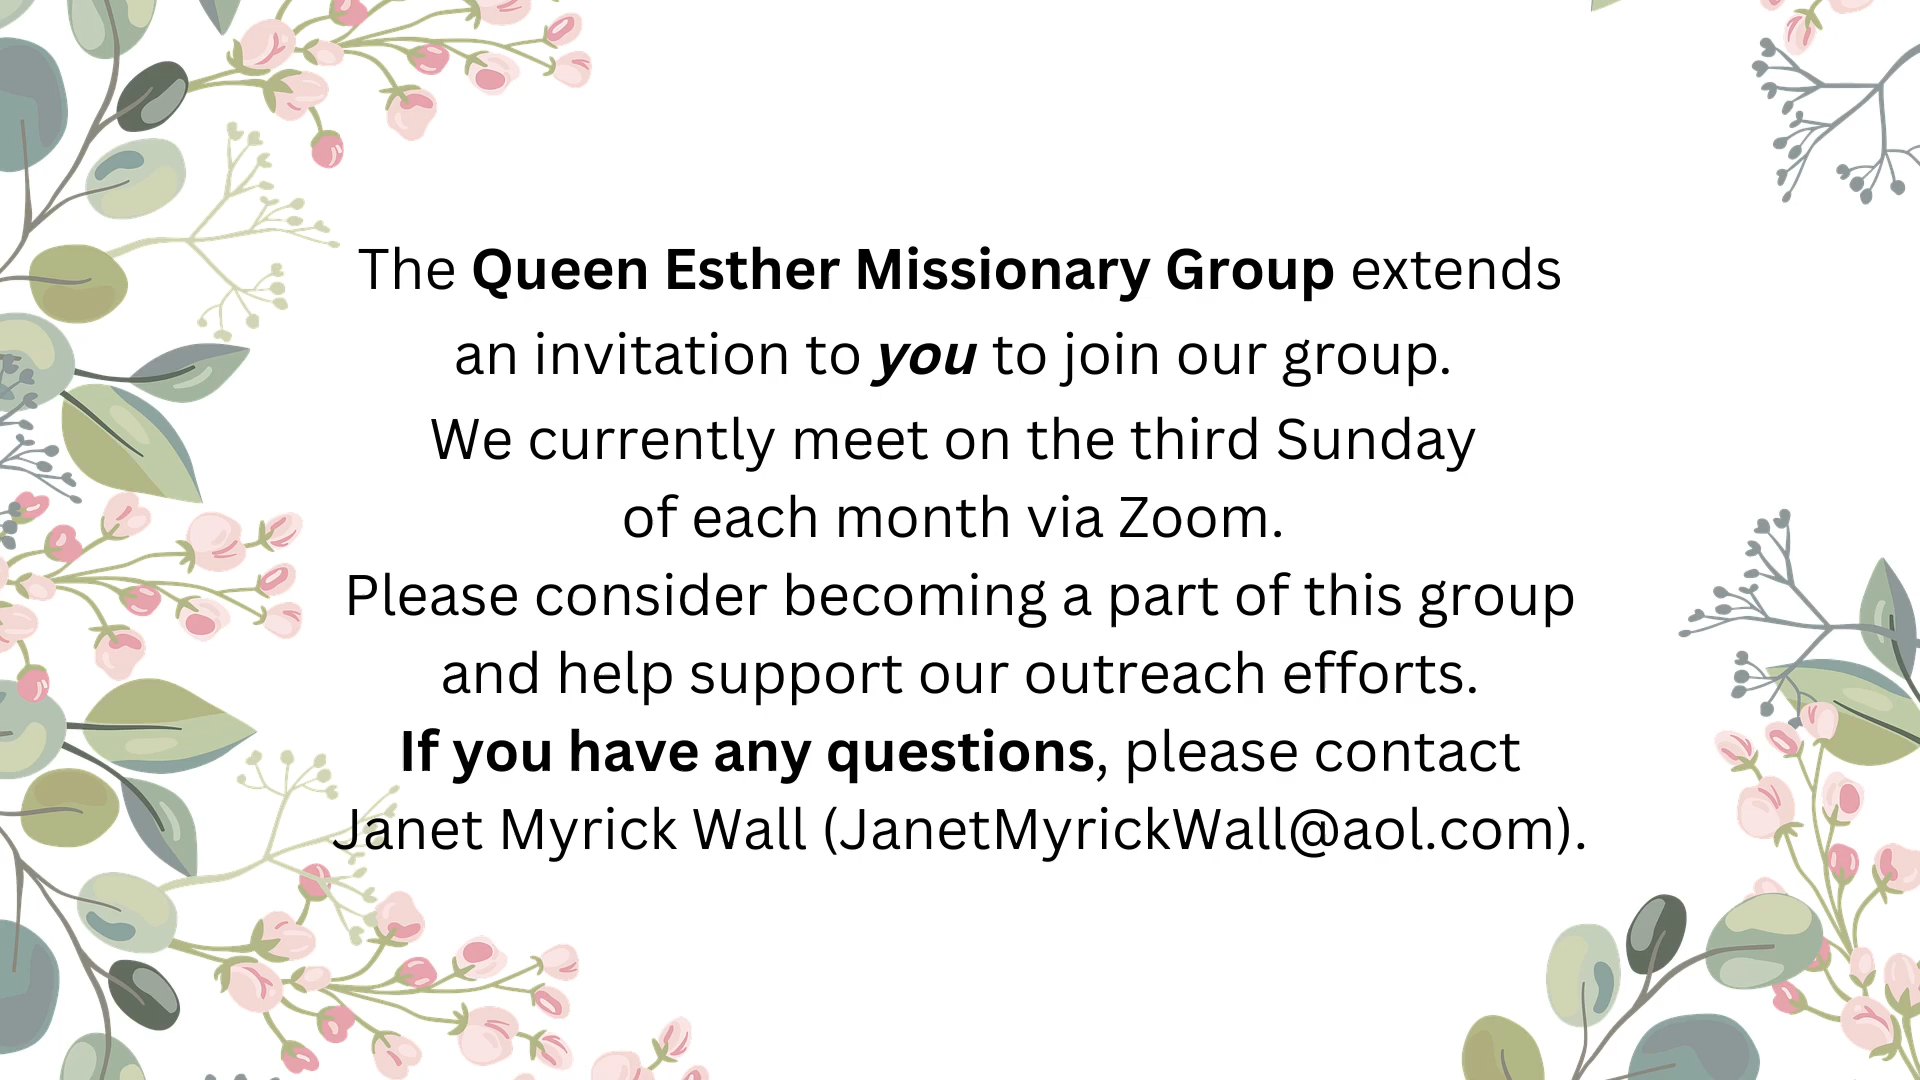 The Queen Esther Missionary Group extends
an invitation to you to join our group.
We currently meet on the third Sunday
of each month via Zoom.
Please consider becoming a part of this group
and help support our outreach efforts.
If you have any questions, please contact
Janet Myrick Wall (JanetMyrickWall@aol.com).